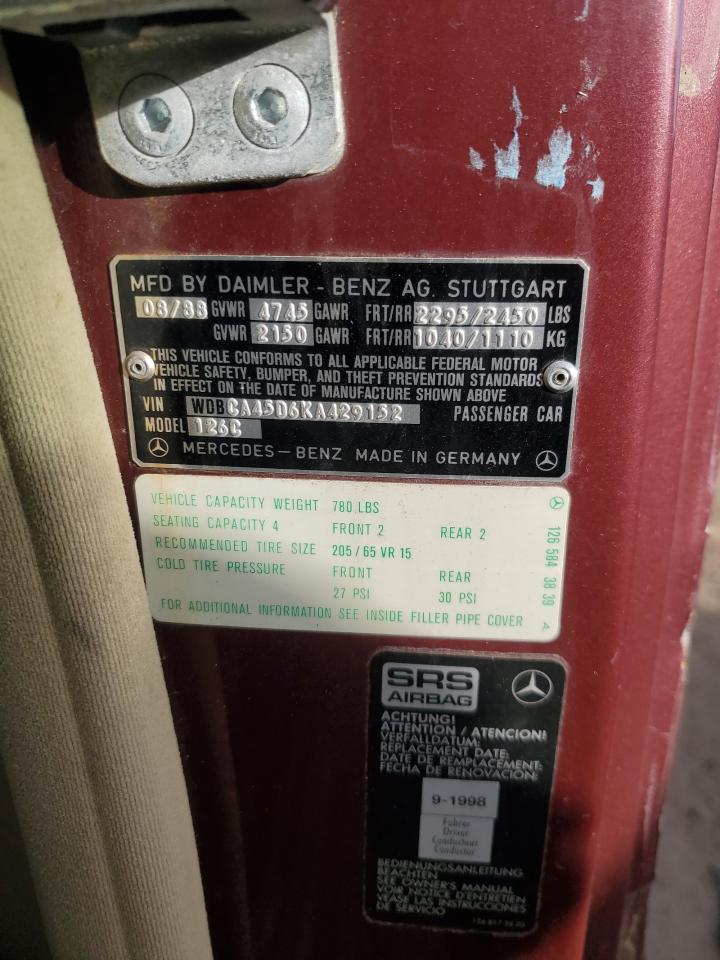 MFD BY DAIMLER - BENZ AG. STUTTGART
08/88 GVWR 4745 GAWR FRT/RR 2295/2450 LBS
GVWR 2150 GAWR FRT/RR 1040/1110 KG
THIS VEHICLE CONFORMS TO ALL APPLICABLE FEDERAL MOTOR
VEHICLE SAFETY, BUMPER, AND THEFT PREVENTION STANDARDS
IN EFFECT ON THE DATE OF MANUFACTURE SHOWN ABOVE
VIN WDBCA45D6KA429152 PASSENGER CAR
MODEL 126C
MERCEDES-BENZ MADE IN GERMANY
VEHICLE CAPACITY WEIGHT 780 LBS
SEATING CAPACITY 4 FRONT 2 REAR 2
RECOMMENDED TIRE SIZE 205/65 VR 15
COLD TIRE PRESSURE FRONT REAR
27 PSI 30 PSI
FOR ADDITIONAL INFORMATION SEE INSIDE FILLER PIPE COVER
126 584 38 39 A
SRS
AIRBAG
ACHTUNG!
ATTENTION / ATENCION!
VERFALLDATUM:
REPLACEMENT DATE:
DATE DE REMPLACEMENT:
FECHA DE RENOVACION:
9-1998
Fahrer
Driver
Conducteur
Conductor
BEDIENUNGSANLEITUNG
BEACHTEN
SEE OWNER'S MANUAL
VOIR NOTICE D'ENTRETIEN
VEASE LAS INSTRUCCIONES
DE SERVICIO